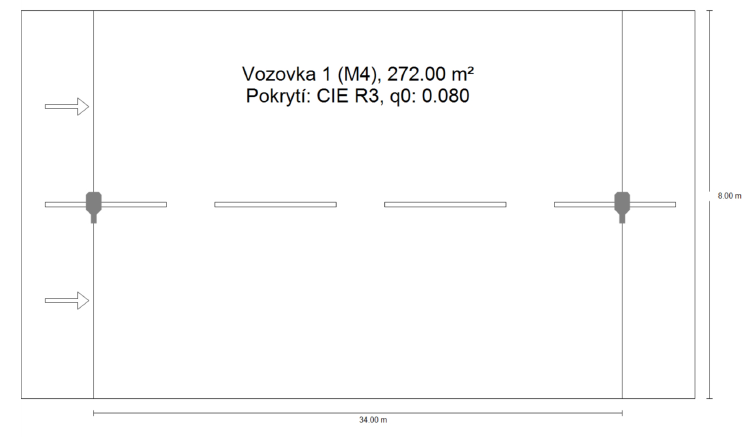 Vozovka 1 (M4), 272.00 m²
Pokrytí: CIE R3, q0: 0.080
8.00 m
34.00 m